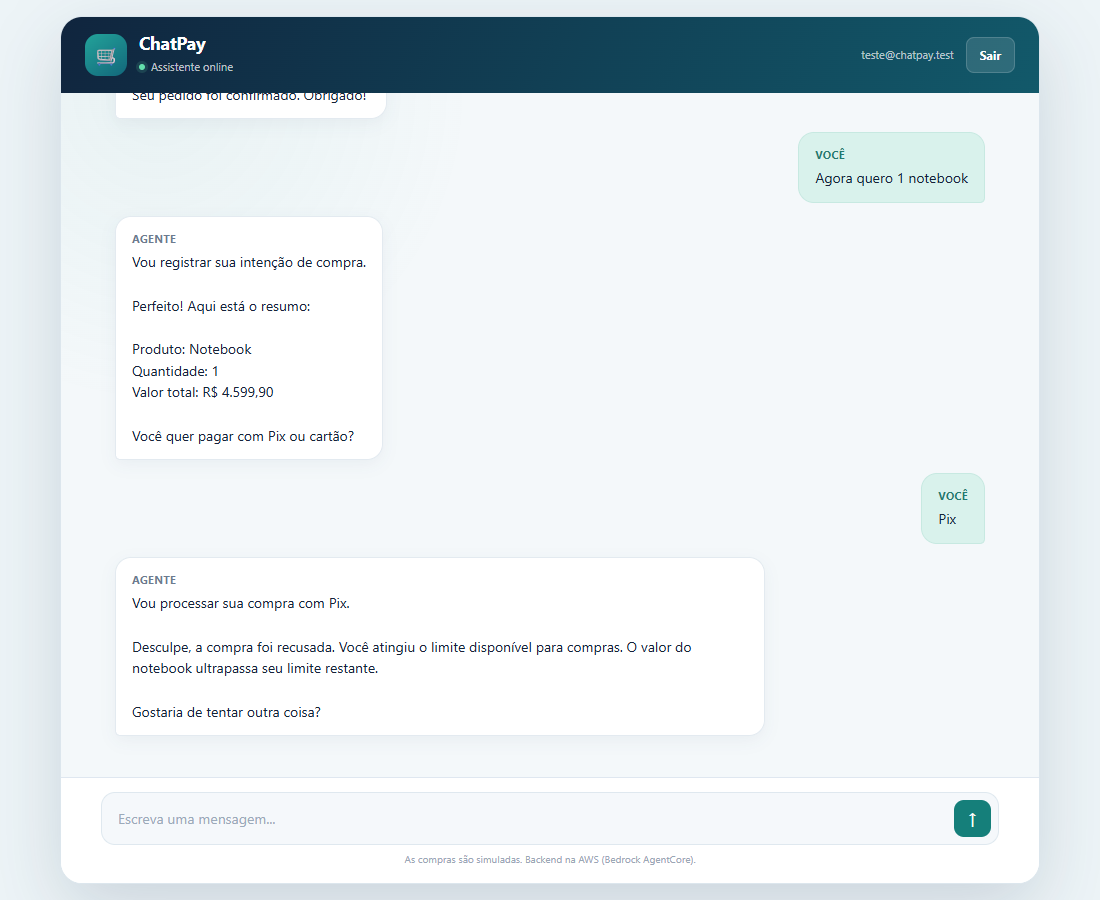 ChatPay
Assistente online
teste@chatpay.test
Sair
Seu pedido foi confirmado. Obrigado!
VOCÊ
Agora quero 1 notebook
AGENTE
Vou registrar sua intenção de compra.
Perfeito! Aqui está o resumo:
Produto: Notebook
Quantidade: 1
Valor total: R$ 4.599,90
Você quer pagar com Pix ou cartão?
VOCÊ
Pix
AGENTE
Vou processar sua compra com Pix.
Desculpe, a compra foi recusada. Você atingiu o limite disponível para compras. O valor do
notebook ultrapassa seu limite restante.
Gostaria de tentar outra coisa?
Escreva uma mensagem...
As compras são simuladas. Backend na AWS (Bedrock AgentCore).